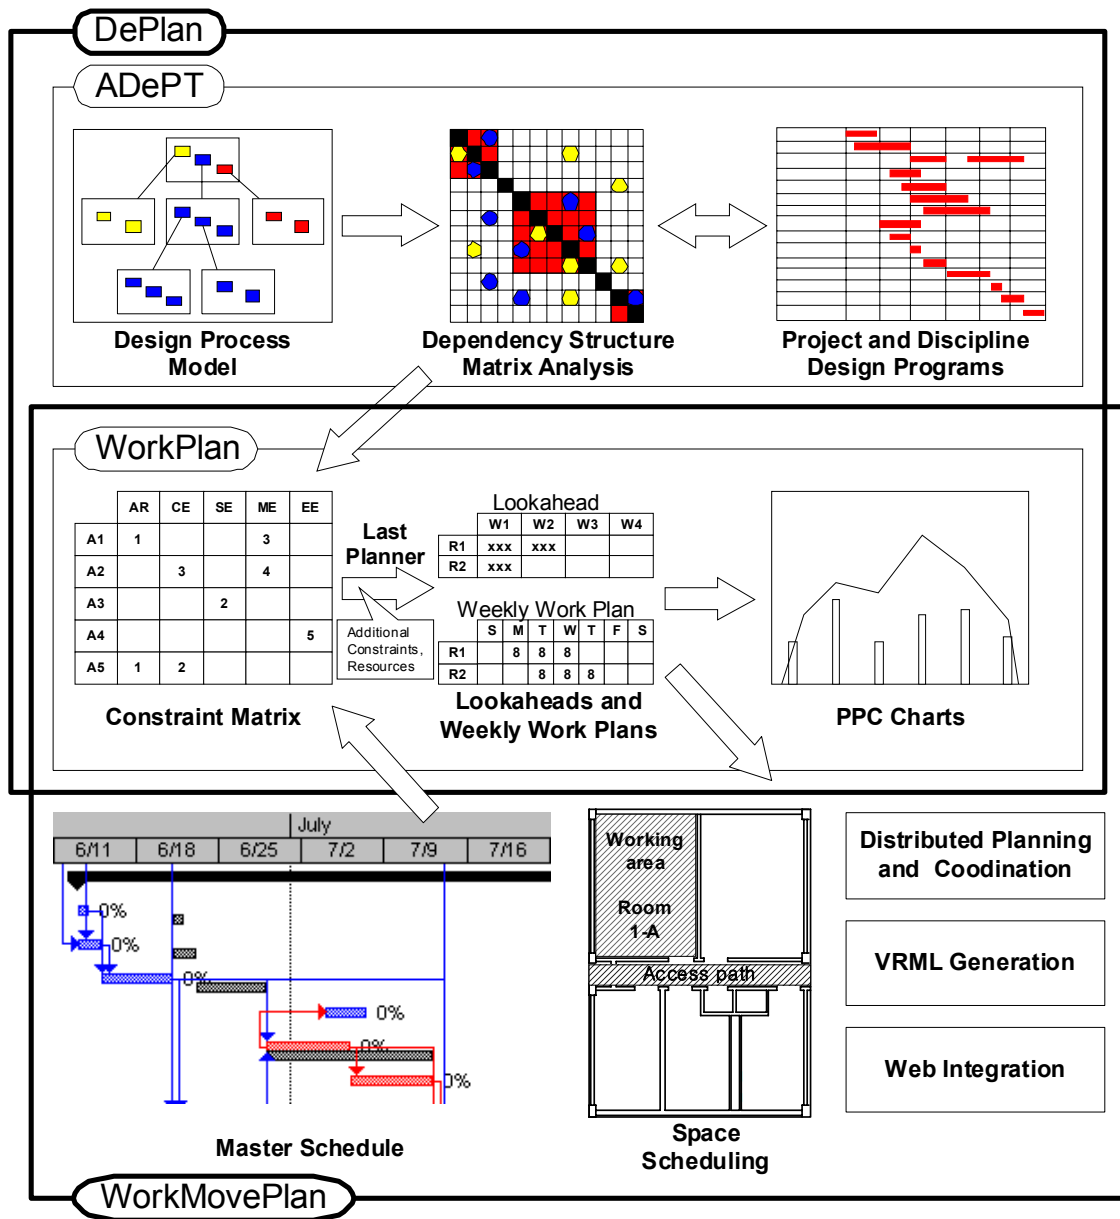 DePlan
ADePT
Design Process
Model
Dependency Structure
Matrix Analysis
Project and Discipline
Design Programs
WorkPlan
AR CE SE ME EE
A1 1 3
A2 3 4
A3 2
A4 5
A5 1 2
Constraint Matrix
Last
Planner
Additional
Constraints,
Resources
Lookahead
W1 W2 W3 W4
R1 xxx xxx
R2 xxx
Weekly Work Plan
S M T W T F S
R1 8 8 8
R2 8 8 8
Lookaheads and
Weekly Work Plans
PPC Charts
July
6/11 6/18 6/25 7/2 7/9 7/16
0%
0%
0%
0%
0%
0%
Master Schedule
Working
area
Room
1-A
Access path
Space
Scheduling
Distributed Planning
and Coodination
VRML Generation
Web Integration
WorkMovePlan